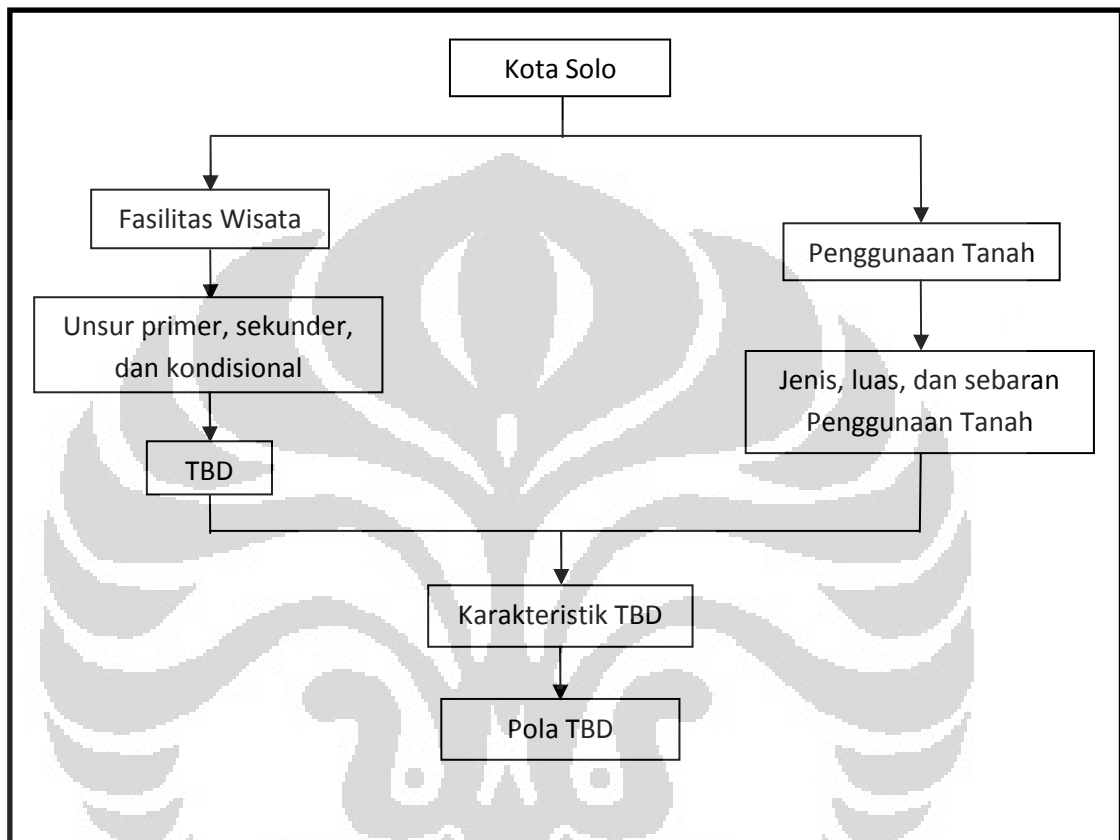 Kota Solo
Fasilitas Wisata
Penggunaan Tanah
Unsur primer, sekunder,
dan kondisional
Jenis, luas, dan sebaran
Penggunaan Tanah
TBD
Karakteristik TBD
Pola TBD